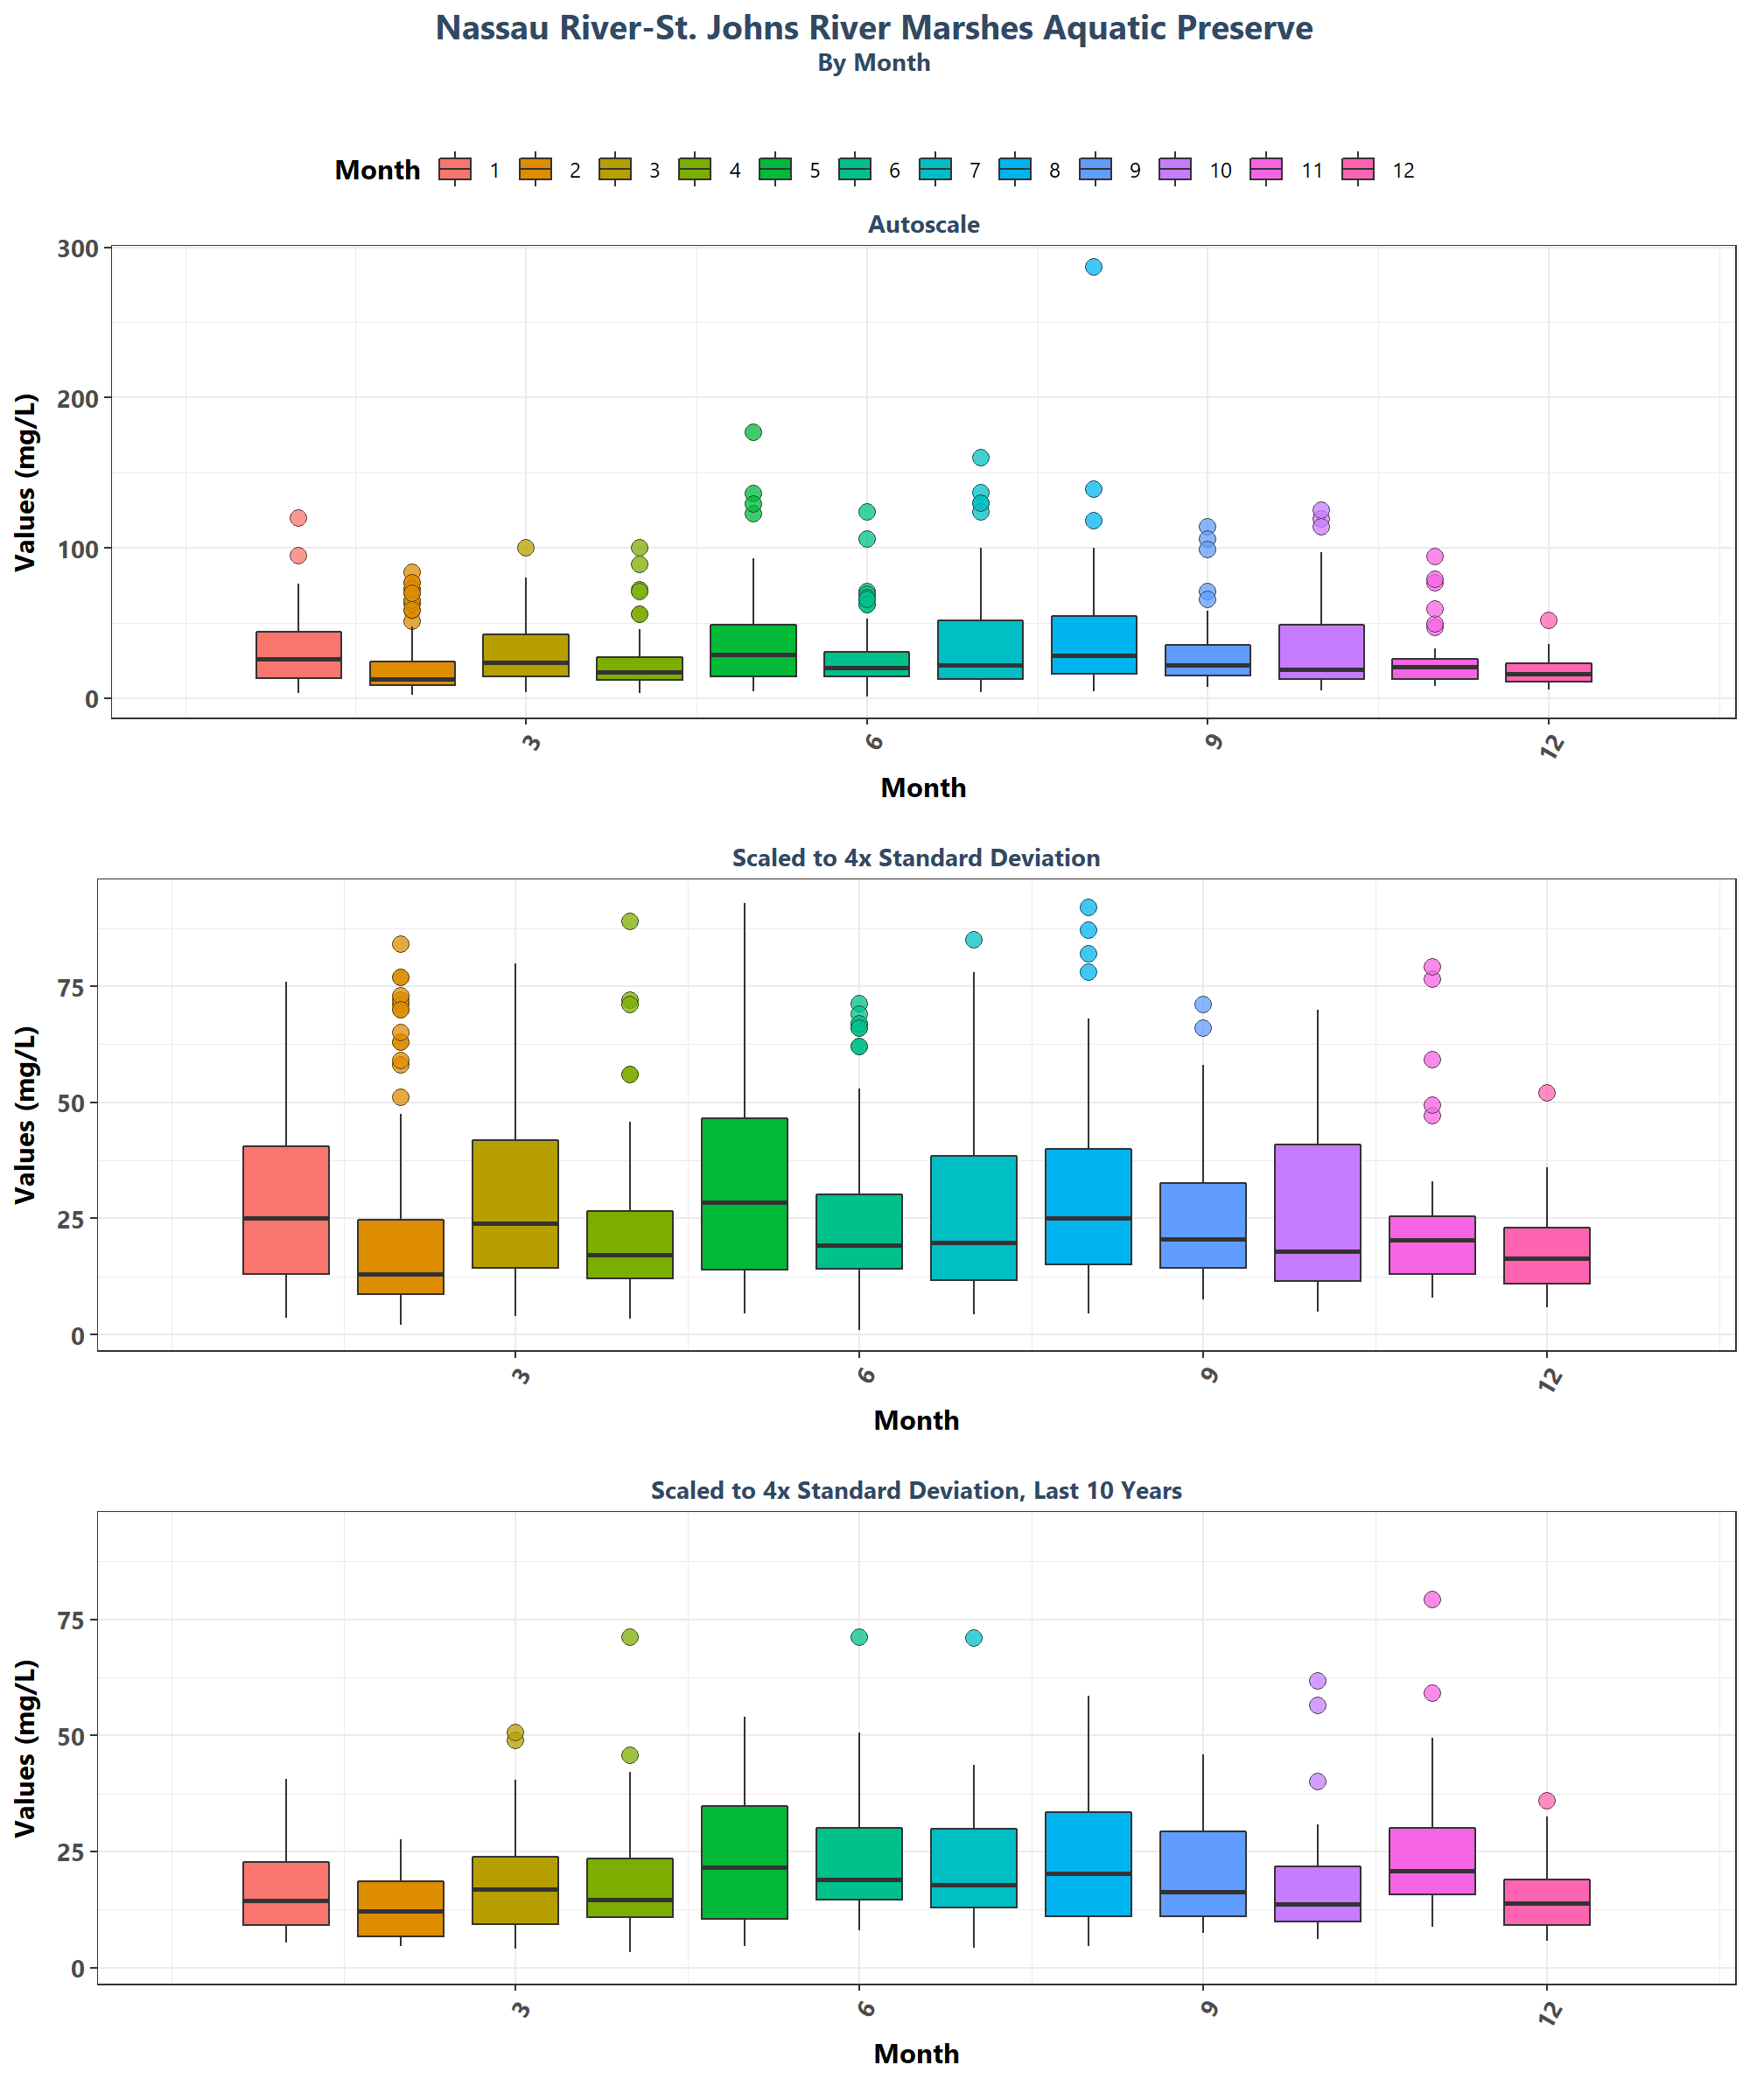 Nassau River-St. Johns River Marshes Aquatic Preserve
By Month
Month 1 2 3 4 5 6 7 8 9 10 11 12
Autoscale
Values (mg/L)
300
200
100
0
3 6 9 12
Month
Scaled to 4x Standard Deviation
Values (mg/L)
75
50
25
0
3 6 9 12
Month
Scaled to 4x Standard Deviation, Last 10 Years
Values (mg/L)
75
50
25
0
3 6 9 12
Month